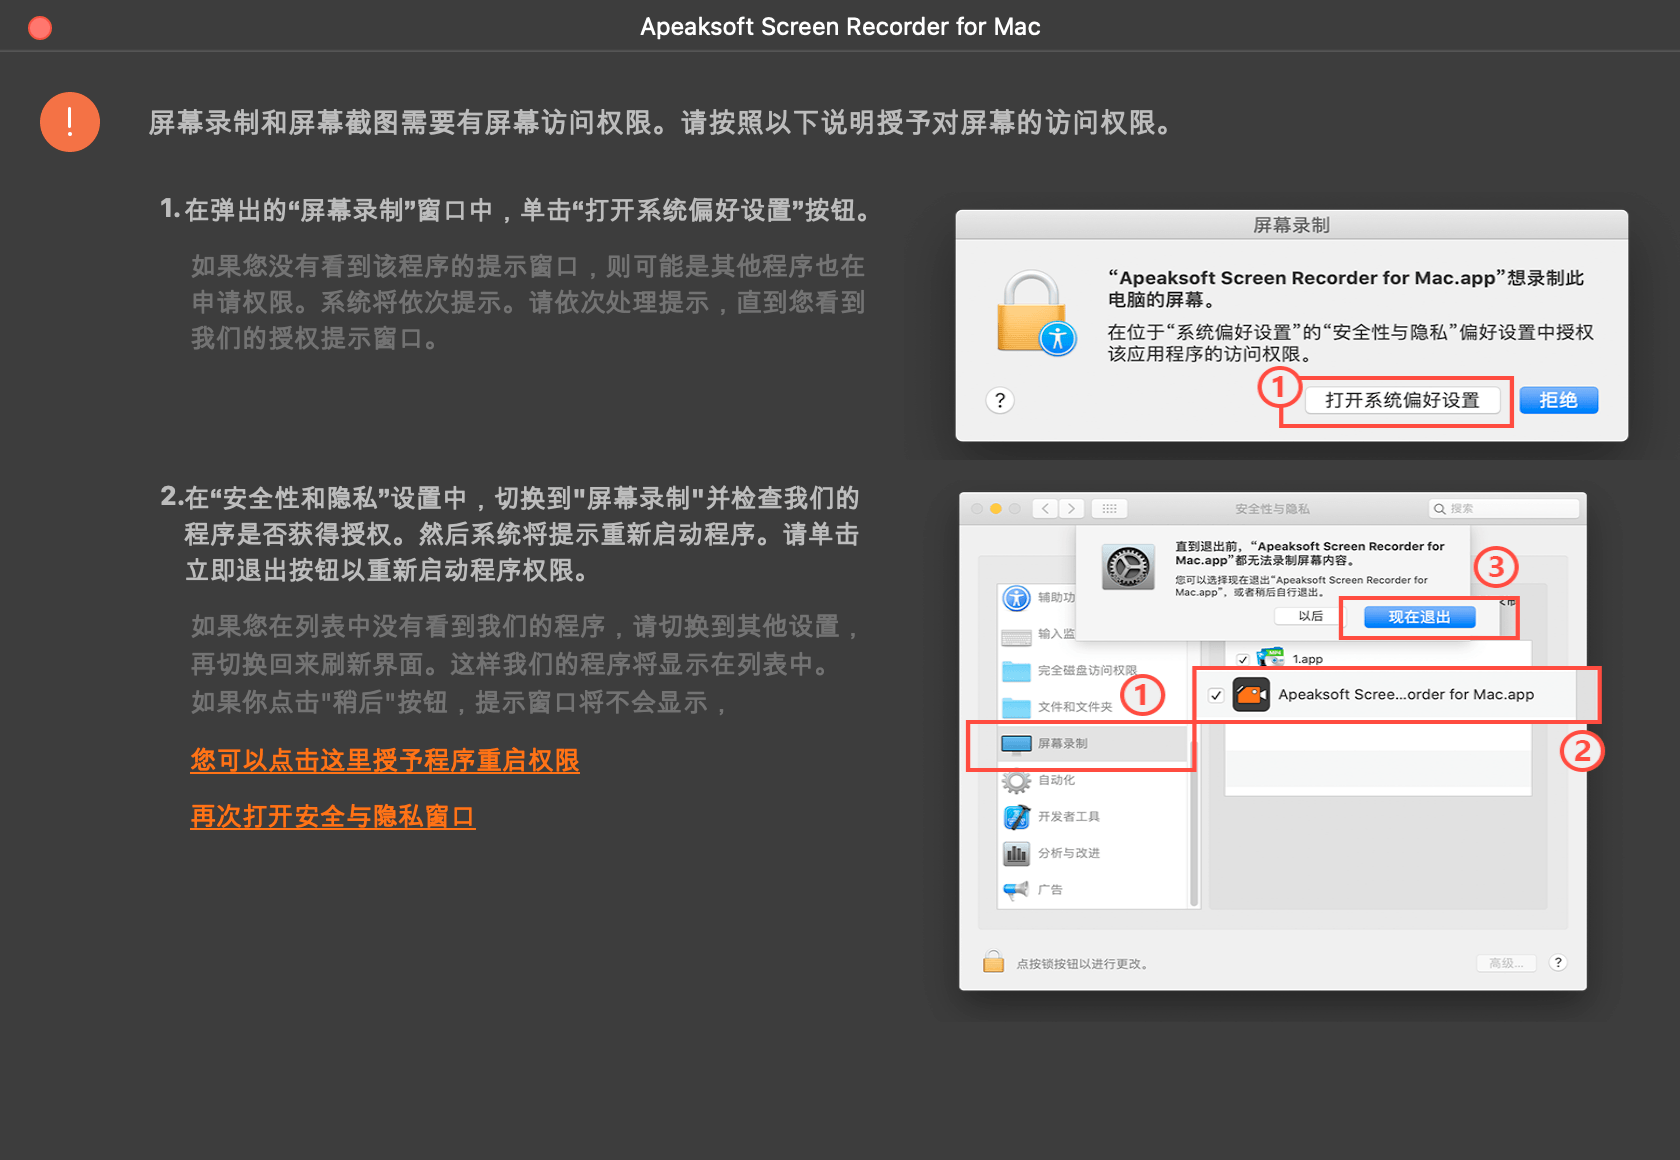 Apeaksoft Screen Recorder for Mac
!
屏幕录制和屏幕截图需要有屏幕访问权限。请按照以下说明授予对屏幕的访问权限。
1.在弹出的“屏幕录制”窗口中，单击“打开系统偏好设置”按钮。
如果您没有看到该程序的提示窗口，则可能是其他程序也在
申请权限。系统将依次提示。请依次处理提示，直到您看到
我们的授权提示窗口。
屏幕录制
“Apeaksoft Screen Recorder for Mac.app”想录制此
电脑的屏幕。
在位于“系统偏好设置”的“安全性与隐私”偏好设置中授权
该应用程序的访问权限。
1
?
打开系统偏好设置
拒绝
2.在“安全性和隐私”设置中，切换到"屏幕录制"并检查我们的
程序是否获得授权。然后系统将提示重新启动程序。请单击
立即退出按钮以重新启动程序权限。
如果您在列表中没有看到我们的程序，请切换到其他设置，
再切换回来刷新界面。这样我们的程序将显示在列表中。
如果你点击"稍后"按钮，提示窗口将不会显示，
您可以点击这里授予程序重启权限
再次打开安全与隐私窗口
安全性与隐私
搜索
直到退出前，“Apeaksoft Screen Recorder for
Mac.app”都无法录制屏幕内容。
您可以选择现在退出“Apeaksoft Screen Recorder for
Mac.app”，或者稍后自行退出。
3
以后
现在退出
辅助功
输入监
完全磁盘访问权限
文件和文件夹
屏幕录制
自动化
开发者工具
分析与改进
广告
1
MP4
1.app
Apeaksoft Scree...order for Mac.app
2
点按锁按钮以进行更改。
高级...
?